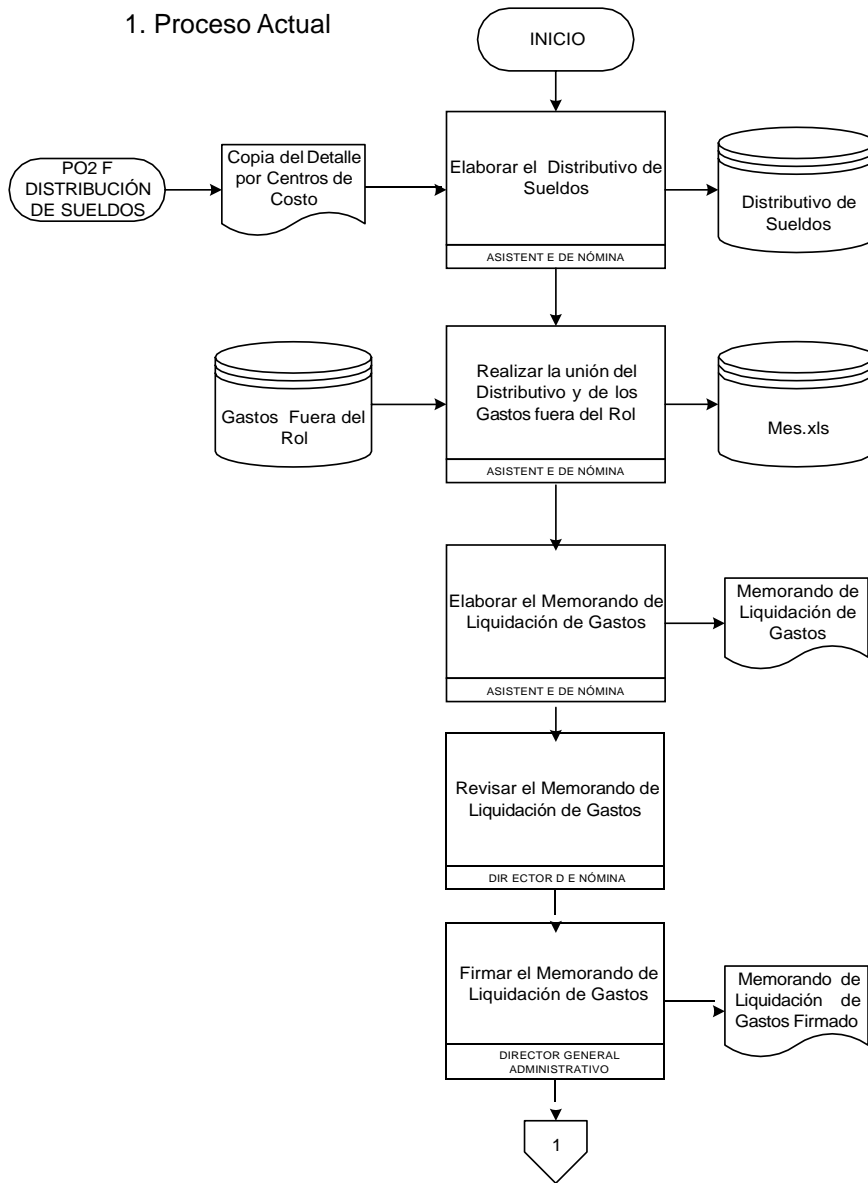 1. Proceso Actual
INICIO
PO2 F
DISTRIBUCIÓN
DE SUELDOS
Copia del Detalle
por Centros de
Costo
Elaborar el Distributivo de
Sueldos
ASISTENT E DE NÓMINA
Distributivo de
Sueldos
Gastos Fuera del
Rol
Realizar la unión del
Distributivo y de los
Gastos fuera del Rol
ASISTENT E DE NÓMINA
Mes.xls
Elaborar el Memorando de
Liquidación de Gastos
ASISTENT E DE NÓMINA
Memorando de
Liquidación de
Gastos
Revisar el Memorando de
Liquidación de Gastos
DIR ECTOR D E NÓMINA
Firmar el Memorando de
Liquidación de Gastos
DIRECTOR GENERAL
ADMINISTRATIVO
Memorando de
Liquidación de
Gastos Firmado
1